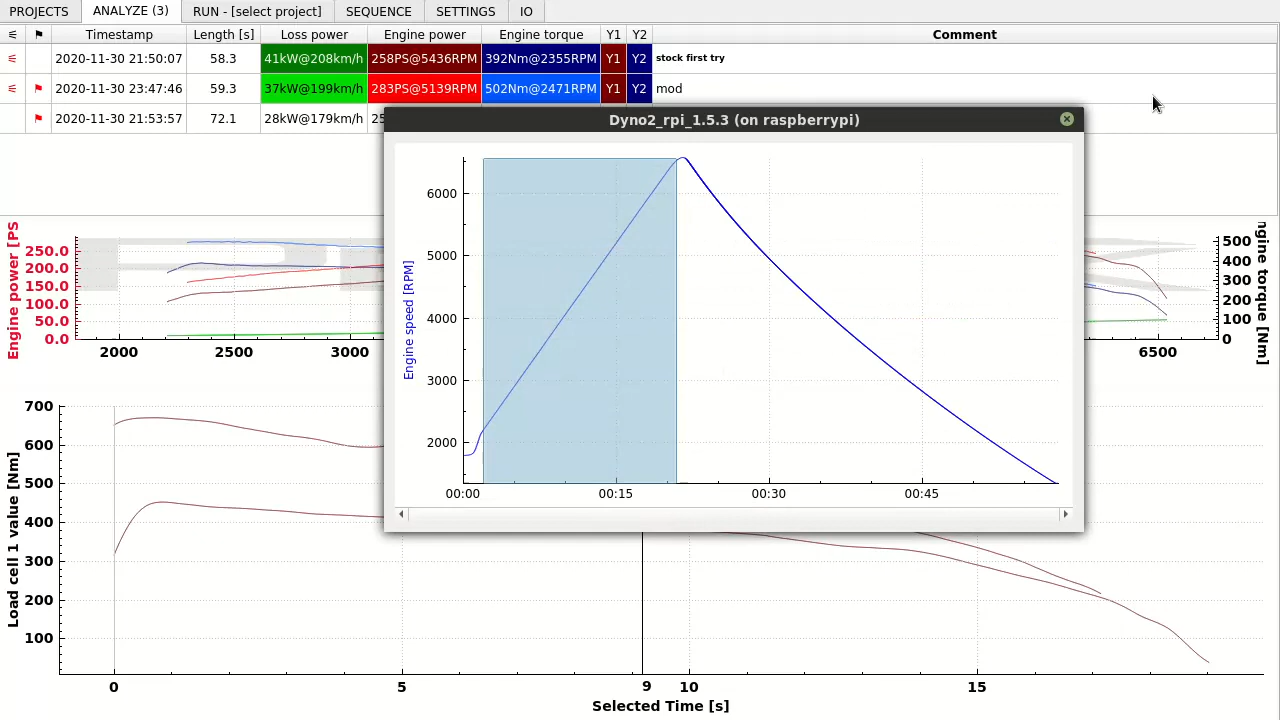 PROJECTS ANALYZE (3) RUN - [select project] SEQUENCE SETTINGS IO
Timestamp Length [s] Loss power Engine power Engine torque Y1 Y2 Comment
2020-11-30 21:50:07 59.3 41kW@208km/h 258PS@5436RPM 392Nm@2355RPM Y1 Y2 stock first try
2020-11-30 23:47:46 59.3 37kW@199km/h 283PS@5139RPM 502Nm@2471RPM Y1 Y2 mod
2020-11-30 21:53:57 72.1 28kW@179km/h 25
Dyno2_rpi_1.5.3 (on raspberrypi)
Engine speed [RPM]
6000
5000
4000
3000
2000
00:00 00:15 00:30 00:45
Engine power [PS
250.0
200.0
150.0
100.0
50.0
0.0
2000 2500 3000 6500
500
400
300
200
100
0
ngine torque [Nm]
Load cell 1 value [Nm]
700
600
500
400
300
200
100
0 5 9 10 15
Selected Time [s]